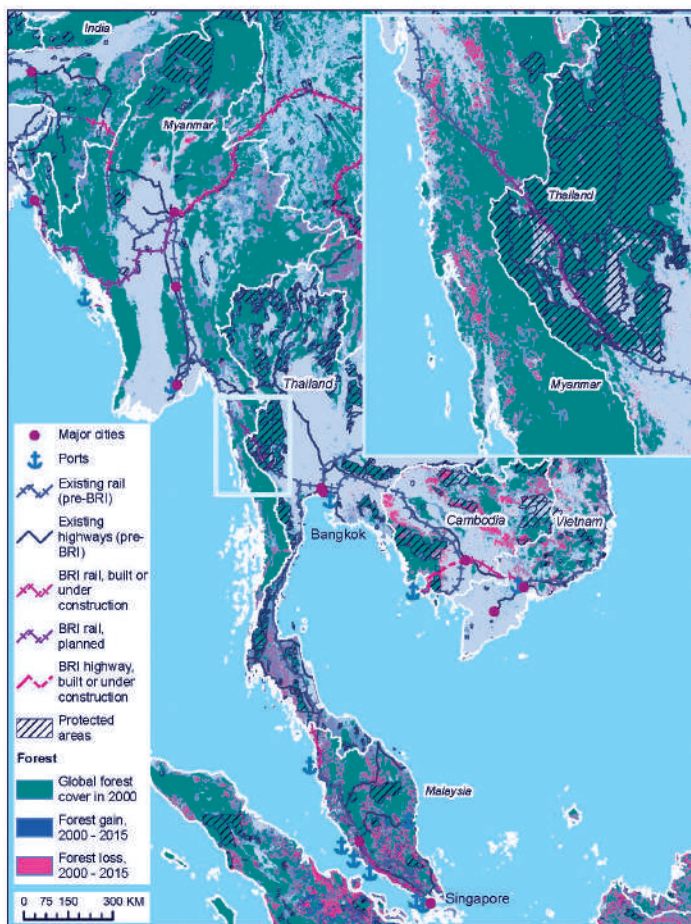 India
Myanmar
Thailand
Myanmar
Thailand
Major cities
Ports
Existing rail
(pre-BRI)
Existing
highways (pre-
BRI)
BRI rail, built or
under
construction
BRI rail,
planned
BRI highway,
built or under
construction
Protected
areas
Forest
Global forest
cover in 2000
Forest gain,
2000 - 2015
Forest loss,
2000 - 2015
0 75 150 300 KM
Bangkok
Cambodia
Vietnam
Malaysia
Singapore